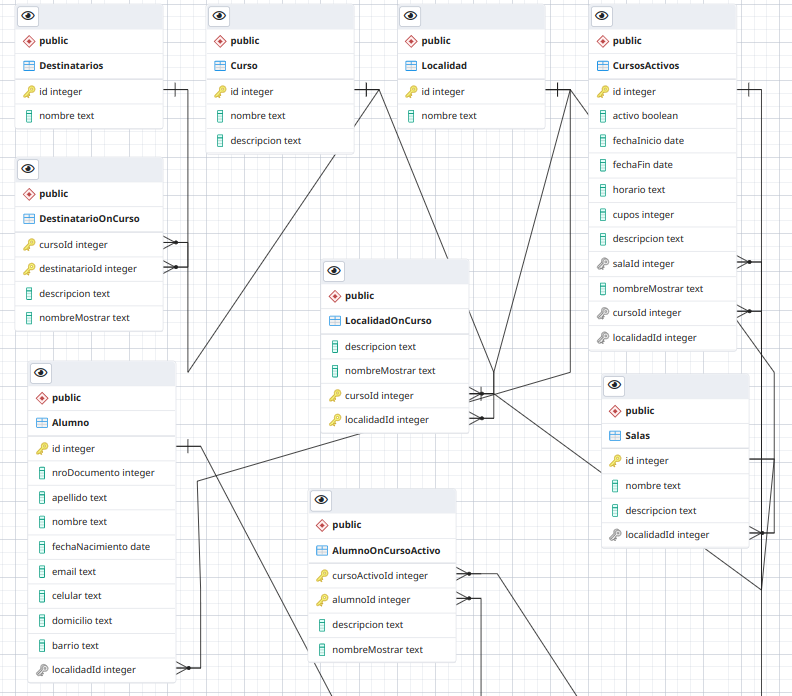 public
Destinatarios
id integer
nombre text
public
Curso
id integer
nombre text
descripcion text
public
Localidad
id integer
nombre text
public
CursosActivos
id integer
activo boolean
fechaInicio date
fechaFin date
horario text
cupos integer
descripcion text
salaId integer
nombreMostrar text
cursoId integer
localidadId integer
public
DestinatarioOnCurso
cursoId integer
destinatarioId integer
descripcion text
nombreMostrar text
public
LocalidadOnCurso
descripcion text
nombreMostrar text
cursoId integer
localidadId integer
public
Alumno
id integer
nroDocumento integer
apellido text
nombre text
fechaNacimiento date
email text
celular text
domicilio text
barrio text
localidadId integer
public
Salas
id integer
nombre text
descripcion text
localidadId integer
public
AlumnoOnCursoActivo
cursoActivoId integer
alumnoId integer
descripcion text
nombreMostrar text